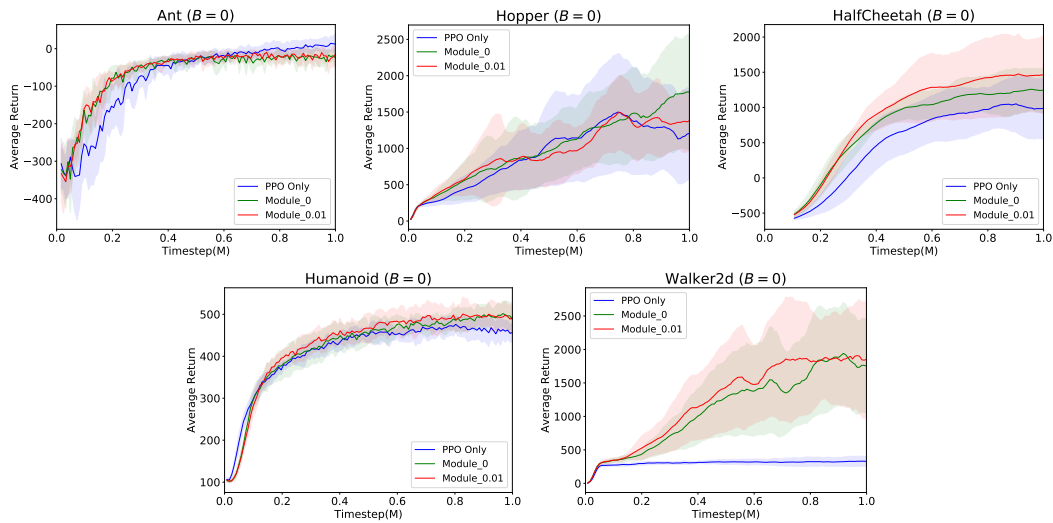 Ant (B = 0)
Average Return
0
−100
−200
−300
−400
PPO Only
Module_0
Module_0.01
0.0 0.2 0.4 0.6 0.8 1.0
Timestep(M)
Hopper (B = 0)
PPO Only
Module_0
Module_0.01
Average Return
2500
2000
1500
1000
500
0
0.0 0.2 0.4 0.6 0.8 1.0
Timestep(M)
HalfCheetah (B = 0)
Average Return
2000
1500
1000
500
0
−500
PPO Only
Module_0
Module_0.01
0.0 0.2 0.4 0.6 0.8 1.0
Timestep(M)
Humanoid (B = 0)
Average Return
500
400
300
200
100
PPO Only
Module_0
Module_0.01
0.0 0.2 0.4 0.6 0.8 1.0
Timestep(M)
Walker2d (B = 0)
PPO Only
Module_0
Module_0.01
Average Return
2500
2000
1500
1000
500
0
0.0 0.2 0.4 0.6 0.8 1.0
Timestep(M)